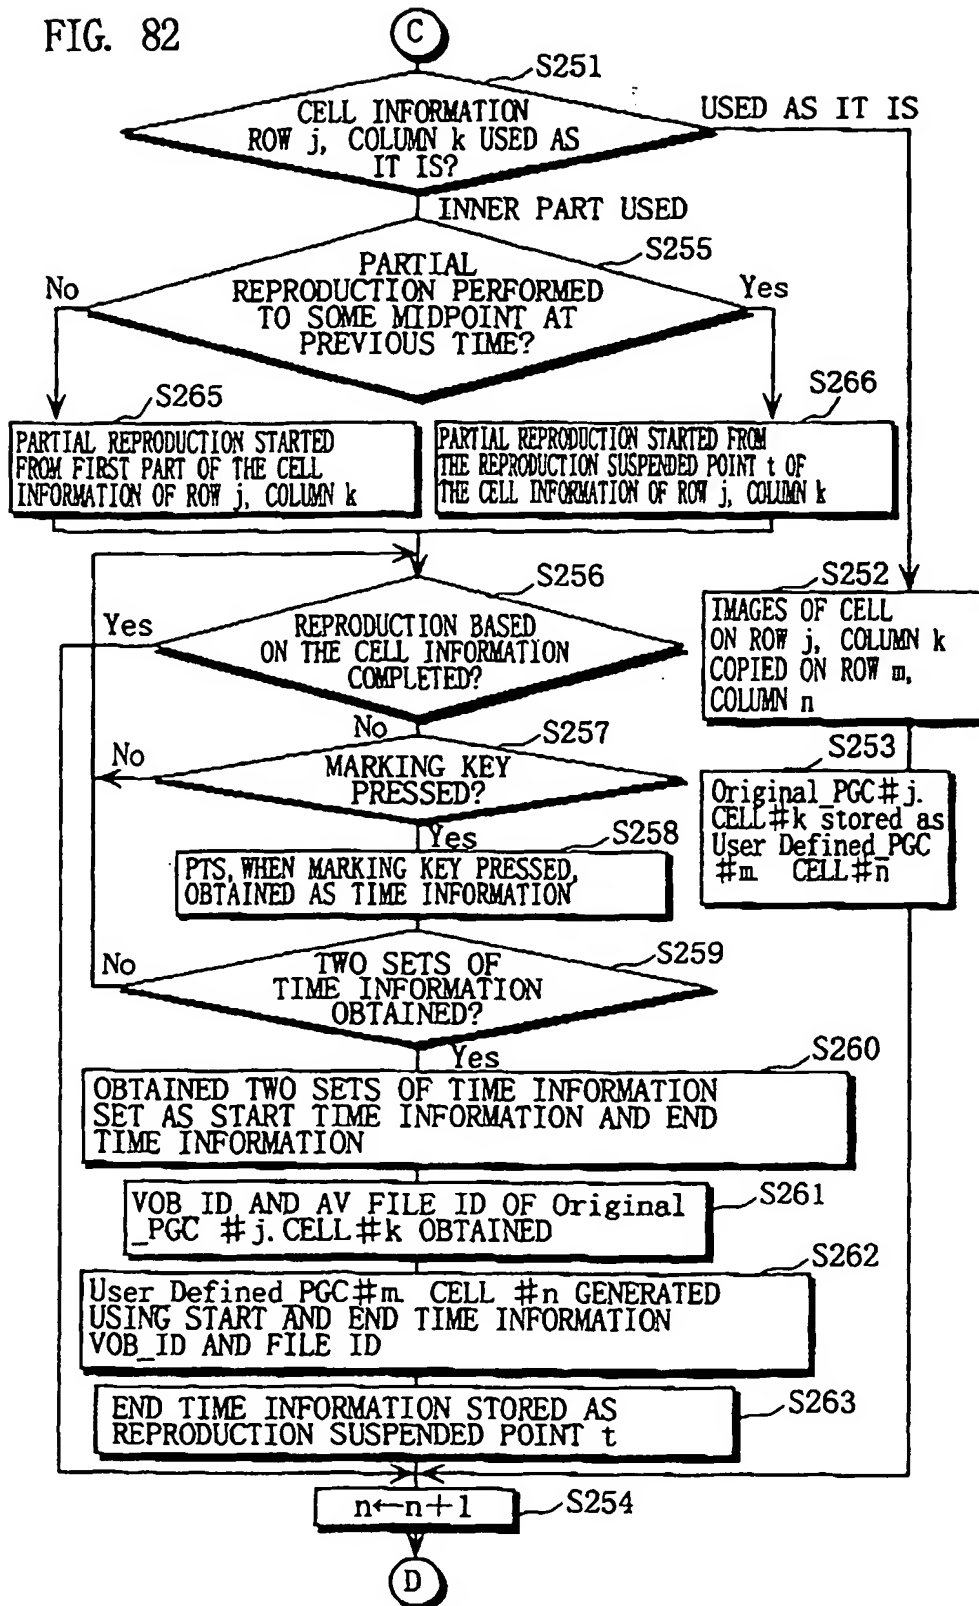 FIG. 82
C
S251
CELL INFORMATION
ROW j, COLUMN k USED AS
IT IS?
USED AS IT IS
INNER PART USED
S255
PARTIAL
REPRODUCTION PERFORMED
TO SOME MIDPOINT AT
PREVIOUS TIME?
No
Yes
S265
PARTIAL REPRODUCTION STARTED
FROM FIRST PART OF THE CELL
INFORMATION OF ROW j, COLUMN k
S266
PARTIAL REPRODUCTION STARTED FROM
THE REPRODUCTION SUSPENDED POINT t OF
THE CELL INFORMATION OF ROW j, COLUMN k
S256
Yes
REPRODUCTION BASED
ON THE CELL INFORMATION
COMPLETED?
No
S252
IMAGES OF CELL
ON ROW j, COLUMN k
COPIED ON ROW m,
COLUMN n
S257
No
MARKING KEY
PRESSED?
Yes
S253
Original_PGC#j.
CELL#k stored as
User Defined_PGC
#m CELL#n
S258
PTS, WHEN MARKING KEY PRESSED,
OBTAINED AS TIME INFORMATION
S259
No
TWO SETS OF
TIME INFORMATION
OBTAINED?
Yes
S260
OBTAINED TWO SETS OF TIME INFORMATION
SET AS START TIME INFORMATION AND END
TIME INFORMATION
S261
VOB_ID AND AV FILE ID OF Original
_PGC #j.CELL#k OBTAINED
S262
User Defined_PGC#m CELL #n GENERATED
USING START AND END TIME INFORMATION
VOB_ID AND FILE ID
S263
END TIME INFORMATION STORED AS
REPRODUCTION SUSPENDED POINT t
S254
n←n+1
D